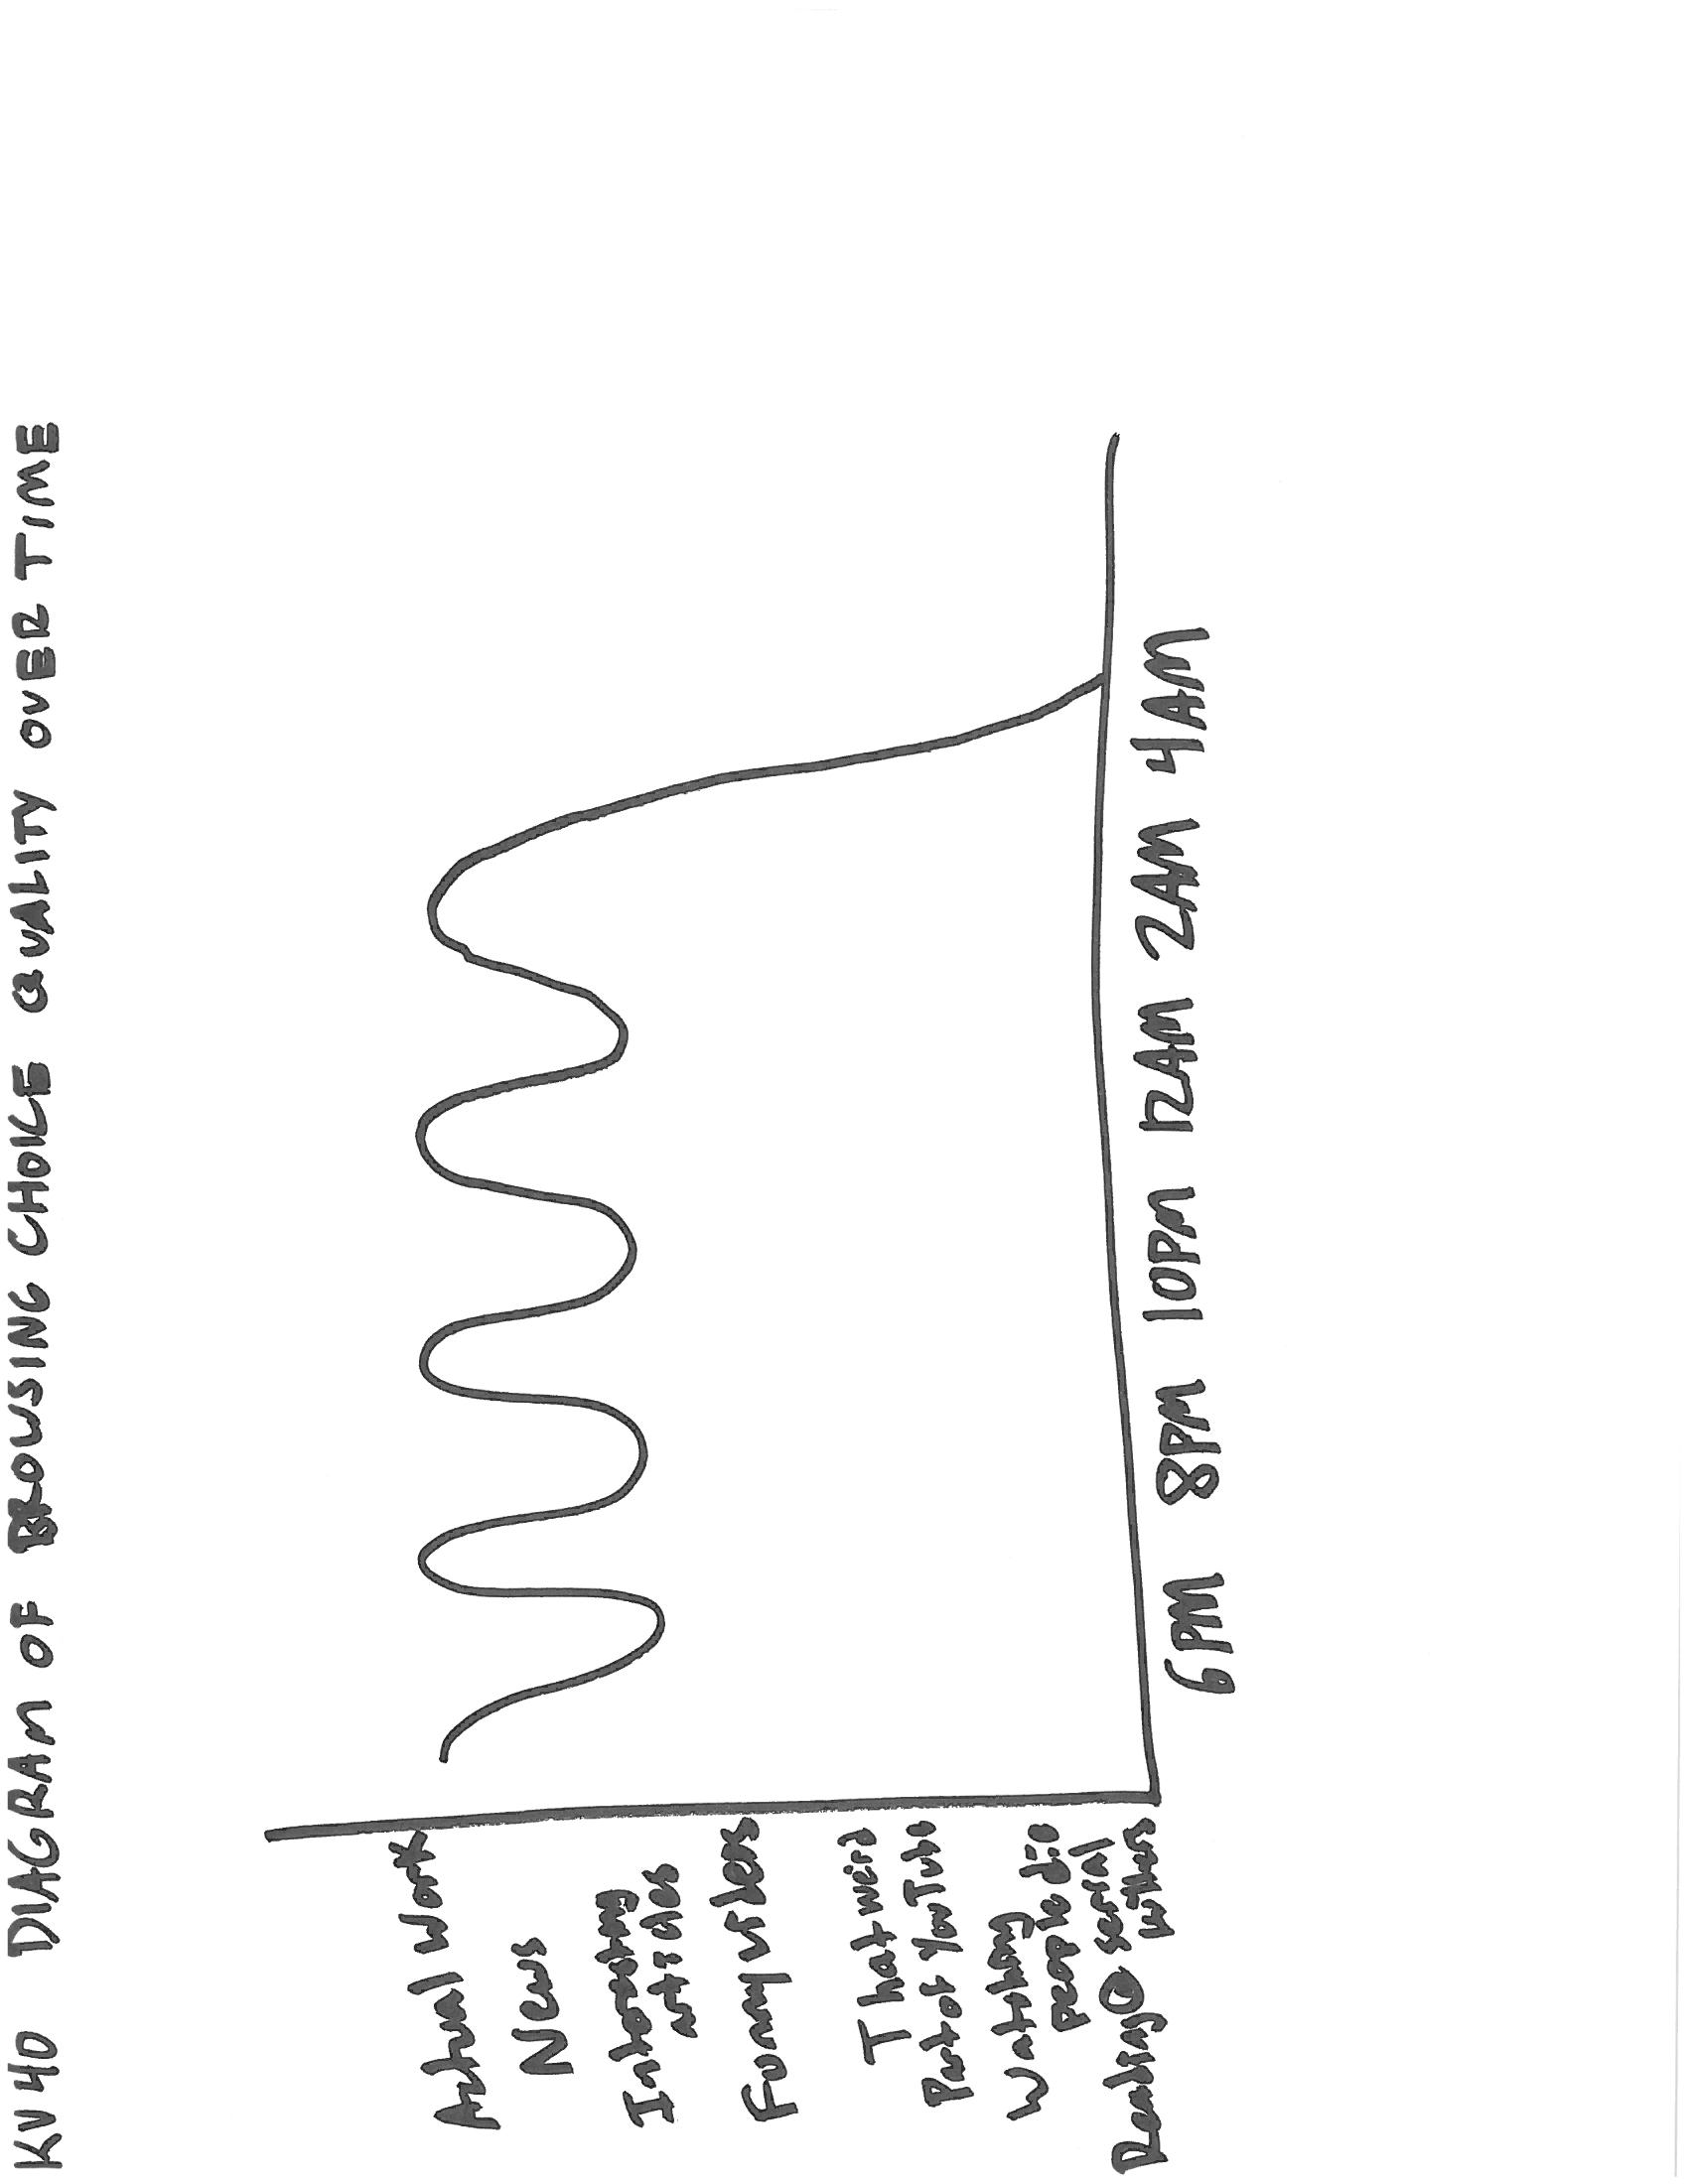 KV40 DIAGRAM OF BROWSING CHOICE QUALITY OVER TIME
Actual Work
News
Interesting
articles
Funny videos
That weird
Part of YouTube
Watching
people die
Reading @ serial
killers
6PM 8PM 10PM 12AM 2AM 4AM